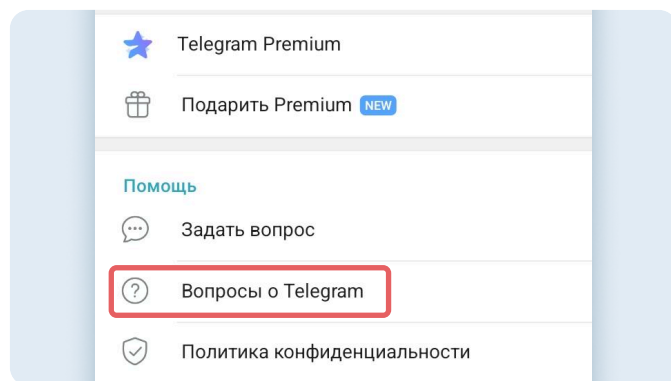 Telegram Premium
Подарить Premium NEW
Помощь
Задать вопрос
Вопросы о Telegram
Политика конфиденциальности